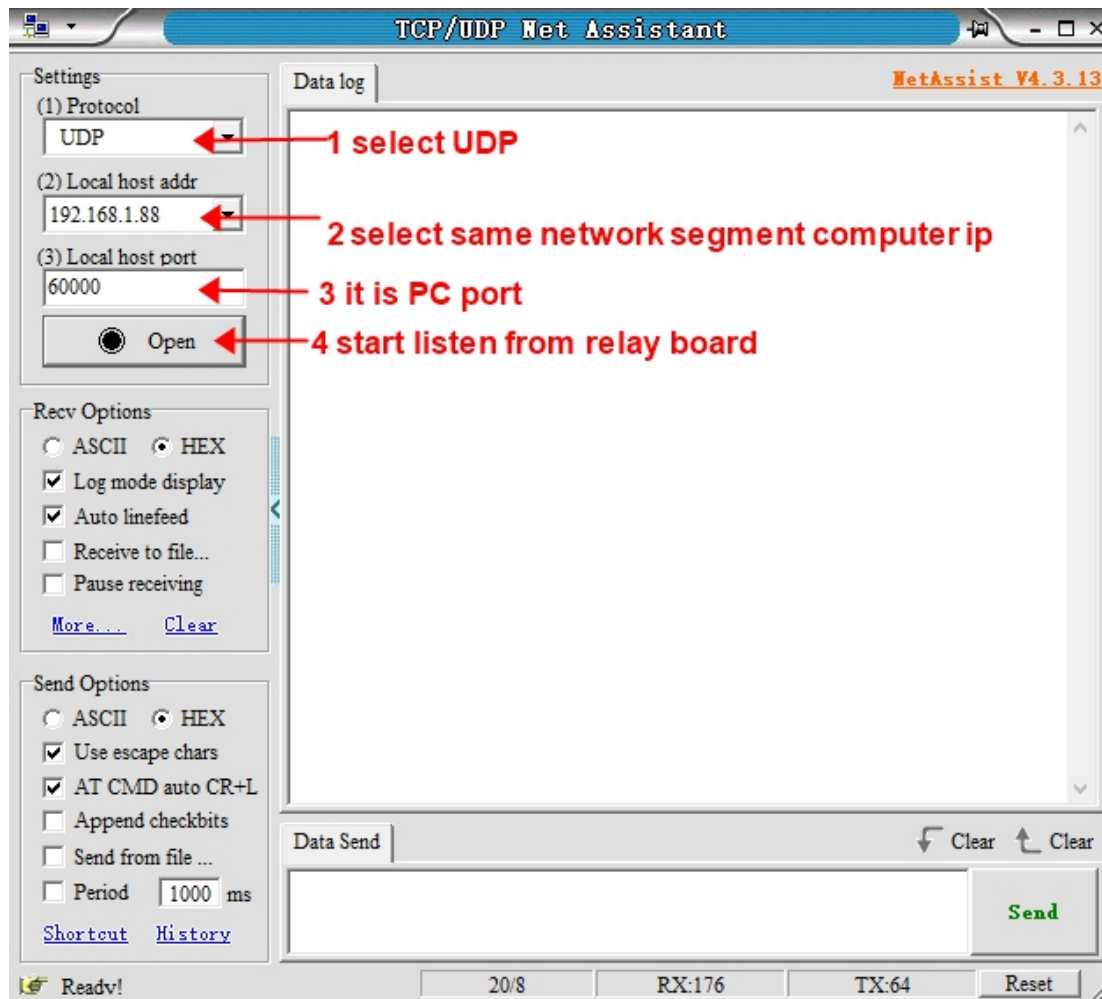 TCP/UDP Net Assistant
Settings
(1) Protocol
UDP
1 select UDP
(2) Local host addr
192.168.1.88
2 select same network segment computer ip
(3) Local host port
60000
3 it is PC port
Open
4 start listen from relay board
Recv Options
ASCII HEX
Log mode display
Auto linefeed
Receive to file...
Pause receiving
More... Clear
Send Options
ASCII HEX
Use escape chars
AT CMD auto CR+L
Append checkbits
Send from file ...
Period 1000 ms
Shortcut History
Data log
NetAssist V4.3.13
Data Send
Clear Clear
Send
Ready! 20/8 RX:176 TX:64 Reset